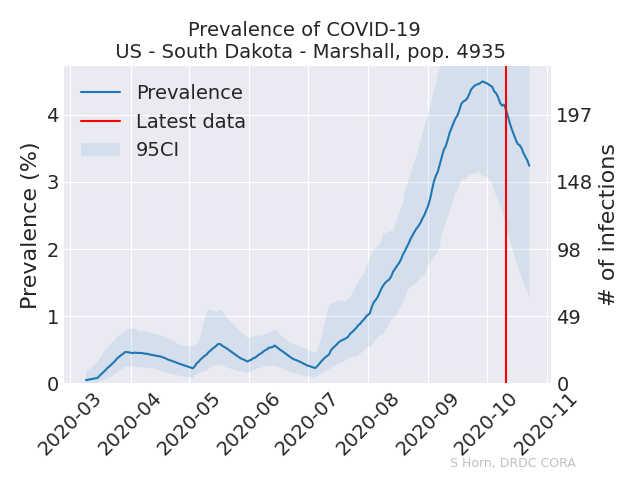 Prevalence of COVID-19
US - South Dakota - Marshall, pop. 4935
Prevalence
Latest data
95CI
Prevalence (%)
4
3
2
1
0
197
148
98
49
0
# of infections
2020-03
2020-04
2020-05
2020-06
2020-07
2020-08
2020-09
2020-10
2020-11
S Horn, DRDC CORA